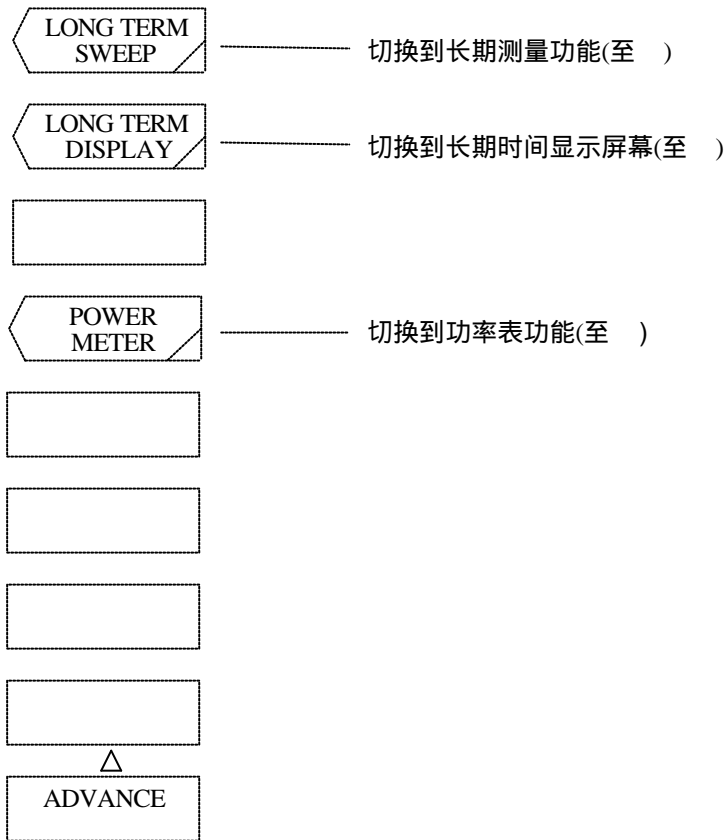 LONG TERM
SWEEP
切换到长期测量功能(至 )
LONG TERM
DISPLAY
切换到长期时间显示屏幕(至 )
POWER
METER
切换到功率表功能(至 )
ADVANCE